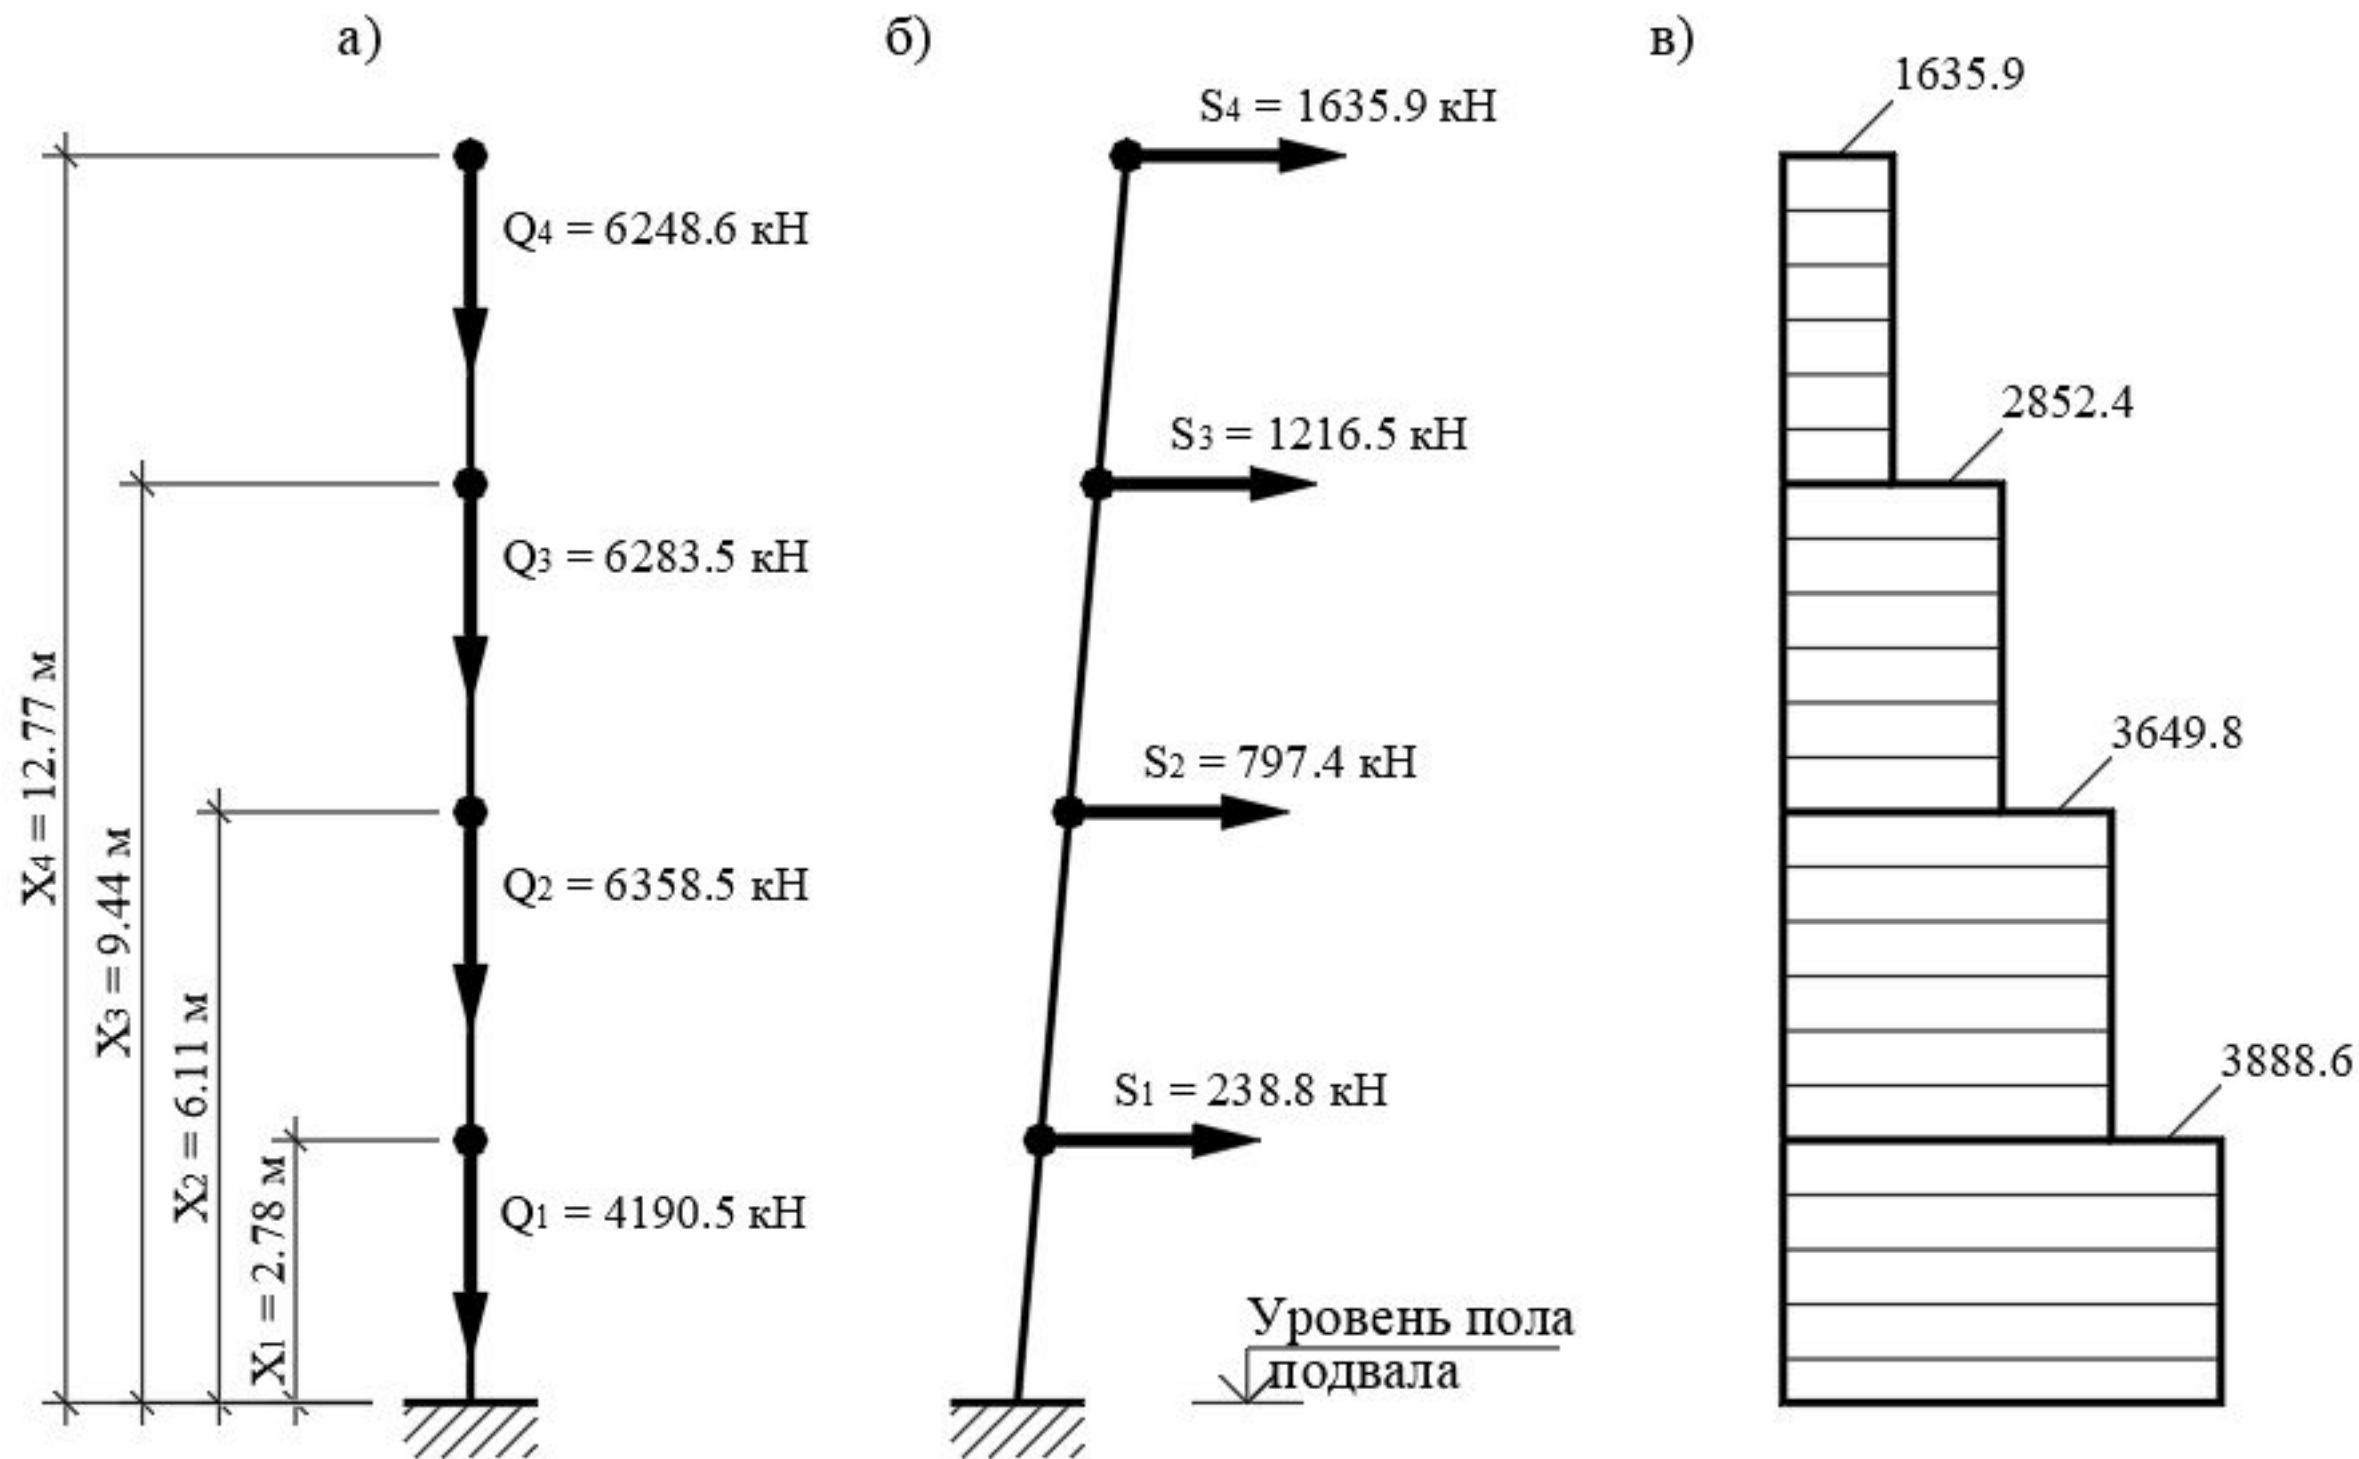 а)
X4 = 12.77 м
X3 = 9.44 м
X2 = 6.11 м
X1 = 2.78 м
Q4 = 6248.6 кН
Q3 = 6283.5 кН
Q2 = 6358.5 кН
Q1 = 4190.5 кН
б)
S4 = 1635.9 кН
S3 = 1216.5 кН
S2 = 797.4 кН
S1 = 238.8 кН
Уровень пола
подвала
в)
1635.9
2852.4
3649.8
3888.6